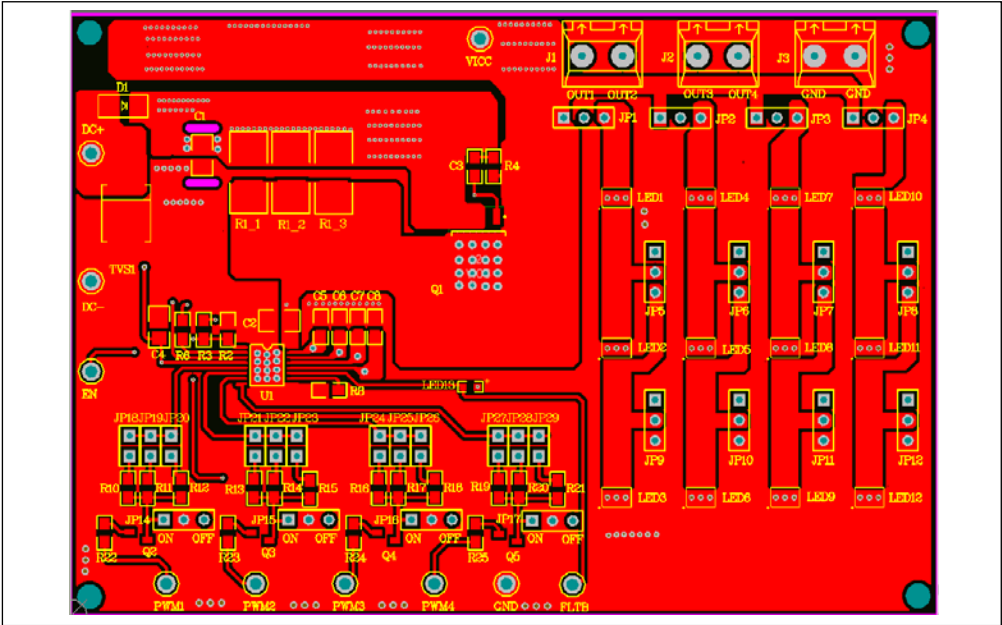 J1 J2 J3
VICC
OUT1 OUT2 OUT3 OUT4 GND GND
D1
C1
JP1 JP2 JP3 JP4
DC+
C3 R4
LED1 LED4 LED7 LED10
R1_1 R1_2 R1_3
TVS1
Q1
DC-
C5 C6 C7 C8
JP5 JP6 JP7 JP8
C2
C4 R6 R3 R2
LED2 LED5 LED8 LED11
U1
EN
LED13
JP18 JP19 JP20 JP21 JP22 JP23 JP24 JP25 JP26 JP27 JP28 JP29
JP9 JP10 JP11 JP12
R10 R11 R12 R13 R14 R15 R16 R17 R18 R19 R20 R21
LED3 LED6 LED9 LED12
JP14 JP15 JP16 JP17
ON OFF ON OFF ON OFF ON OFF
R22 Q2 R23 Q3 R24 Q4 R25 Q5
PWM1 PWM2 PWM3 PWM4 GND FLTB